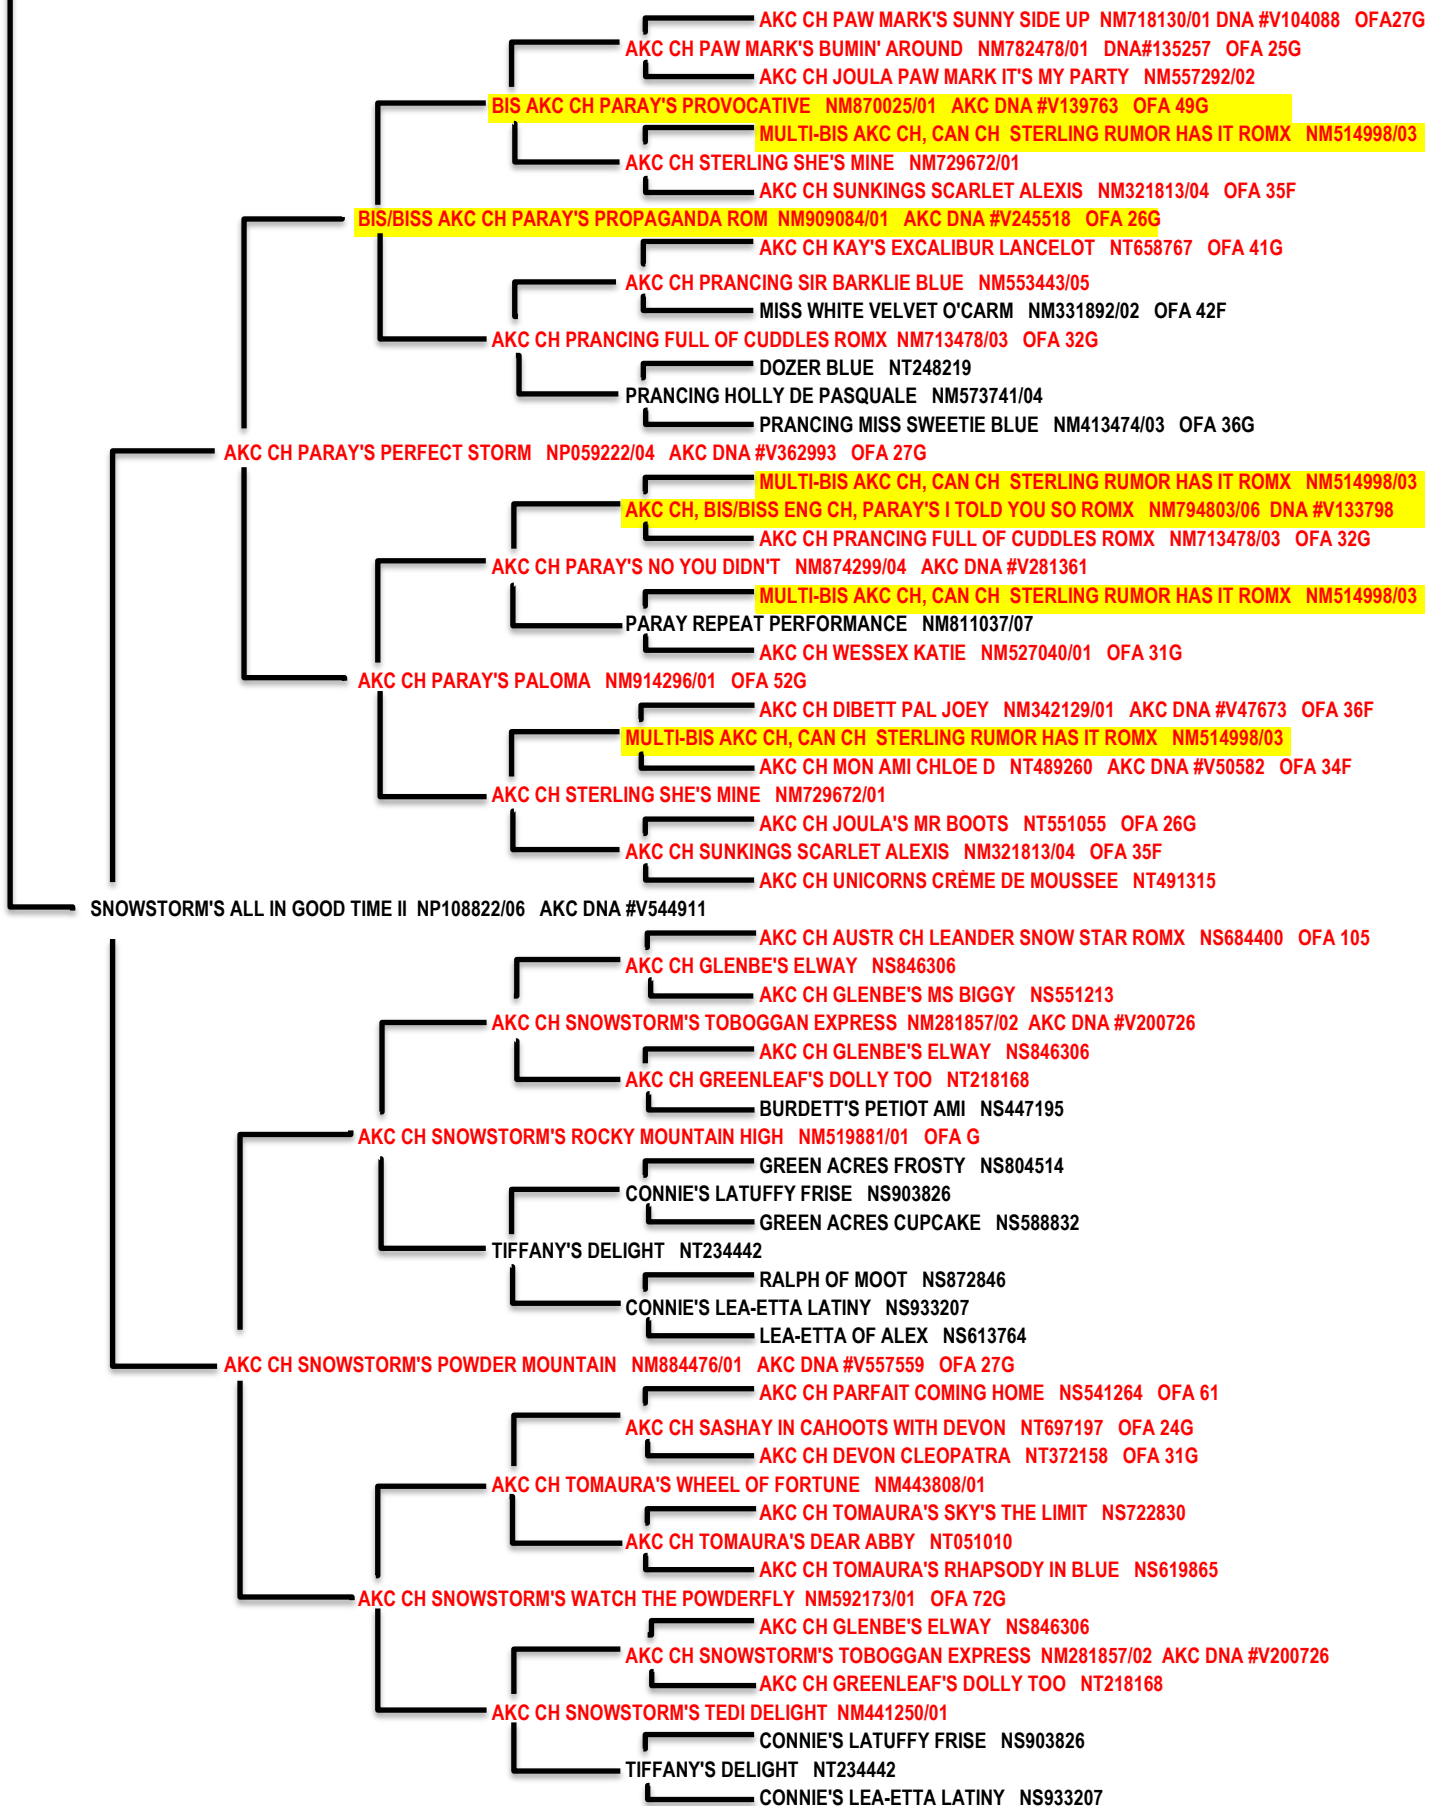 AKC CH PAW MARK'S SUNNY SIDE UP NM718130/01 DNA #V104088 OFA27G
AKC CH PAW MARK'S BUMIN' AROUND NM782478/01 DNA#135257 OFA 25G
AKC CH JOULA PAW MARK IT'S MY PARTY NM557292/02
BIS AKC CH PARAY'S PROVOCATIVE NM870025/01 AKC DNA #V139763 OFA 49G
MULTI-BIS AKC CH, CAN CH STERLING RUMOR HAS IT ROMX NM514998/03
AKC CH STERLING SHE'S MINE NM729672/01
AKC CH SUNKINGS SCARLET ALEXIS NM321813/04 OFA 35F
BIS/BISS AKC CH PARAY'S PROPAGANDA ROM NM909084/01 AKC DNA #V245518 OFA 26G
AKC CH KAY'S EXCALIBUR LANCELOT NT658767 OFA 41G
AKC CH PRANCING SIR BARKLIE BLUE NM553443/05
MISS WHITE VELVET O'CARM NM331892/02 OFA 42F
AKC CH PRANCING FULL OF CUDDLES ROMX NM713478/03 OFA 32G
DOZER BLUE NT248219
PRANCING HOLLY DE PASQUALE NM573741/04
PRANCING MISS SWEETIE BLUE NM413474/03 OFA 36G
AKC CH PARAY'S PERFECT STORM NP059222/04 AKC DNA #V362993 OFA 27G
MULTI-BIS AKC CH, CAN CH STERLING RUMOR HAS IT ROMX NM514998/03
AKC CH, BIS/BISS ENG CH, PARAY'S I TOLD YOU SO ROMX NM794803/06 DNA #V133798
AKC CH PRANCING FULL OF CUDDLES ROMX NM713478/03 OFA 32G
AKC CH PARAY'S NO YOU DIDN'T NM874299/04 AKC DNA #V281361
MULTI-BIS AKC CH, CAN CH STERLING RUMOR HAS IT ROMX NM514998/03
PARAY REPEAT PERFORMANCE NM811037/07
AKC CH WESSEX KATIE NM527040/01 OFA 31G
AKC CH PARAY'S PALOMA NM914296/01 OFA 52G
AKC CH DIBETT PAL JOEY NM342129/01 AKC DNA #V47673 OFA 36F
MULTI-BIS AKC CH, CAN CH STERLING RUMOR HAS IT ROMX NM514998/03
AKC CH MON AMI CHLOE D NT489260 AKC DNA #V50582 OFA 34F
AKC CH STERLING SHE'S MINE NM729672/01
AKC CH JOULA'S MR BOOTS NT551055 OFA 26G
AKC CH SUNKINGS SCARLET ALEXIS NM321813/04 OFA 35F
AKC CH UNICORNS CRÈME DE MOUSSEE NT491315
SNOWSTORM'S ALL IN GOOD TIME II NP108822/06 AKC DNA #V544911
AKC CH AUSTR CH LEANDER SNOW STAR ROMX NS684400 OFA 105
AKC CH GLENBE'S ELWAY NS846306
AKC CH GLENBE'S MS BIGGY NS551213
AKC CH SNOWSTORM'S TOBOGGAN EXPRESS NM281857/02 AKC DNA #V200726
AKC CH GLENBE'S ELWAY NS846306
AKC CH GREENLEAF'S DOLLY TOO NT218168
BURDETT'S PETIOT AMI NS447195
AKC CH SNOWSTORM'S ROCKY MOUNTAIN HIGH NM519881/01 OFA G
GREEN ACRES FROSTY NS804514
CONNIE'S LATUFFY FRISE NS903826
GREEN ACRES CUPCAKE NS588832
TIFFANY'S DELIGHT NT234442
RALPH OF MOOT NS872846
CONNIE'S LEA-ETTA LATINY NS933207
LEA-ETTA OF ALEX NS613764
AKC CH SNOWSTORM'S POWDER MOUNTAIN NM884476/01 AKC DNA #V557559 OFA 27G
AKC CH PARFAIT COMING HOME NS541264 OFA 61
AKC CH SASHAY IN CAHOOTS WITH DEVON NT697197 OFA 24G
AKC CH DEVON CLEOPATRA NT372158 OFA 31G
AKC CH TOMAURA'S WHEEL OF FORTUNE NM443808/01
AKC CH TOMAURA'S SKY'S THE LIMIT NS722830
AKC CH TOMAURA'S DEAR ABBY NT051010
AKC CH TOMAURA'S RHAPSODY IN BLUE NS619865
AKC CH SNOWSTORM'S WATCH THE POWDERFLY NM592173/01 OFA 72G
AKC CH GLENBE'S ELWAY NS846306
AKC CH SNOWSTORM'S TOBOGGAN EXPRESS NM281857/02 AKC DNA #V200726
AKC CH GREENLEAF'S DOLLY TOO NT218168
AKC CH SNOWSTORM'S TEDI DELIGHT NM441250/01
CONNIE'S LATUFFY FRISE NS903826
TIFFANY'S DELIGHT NT234442
CONNIE'S LEA-ETTA LATINY NS933207